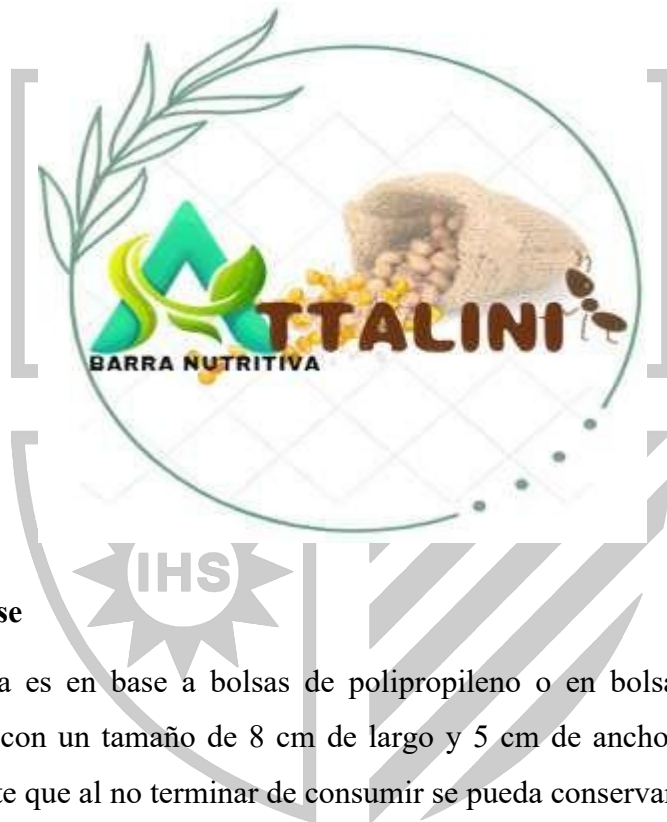 ATTALINI
BARRA NUTRITIVA
IHS
se
a es en base a bolsas de polipropileno o en bolsa
con un tamaño de 8 cm de largo y 5 cm de ancho
te que al no terminar de consumir se pueda conservar